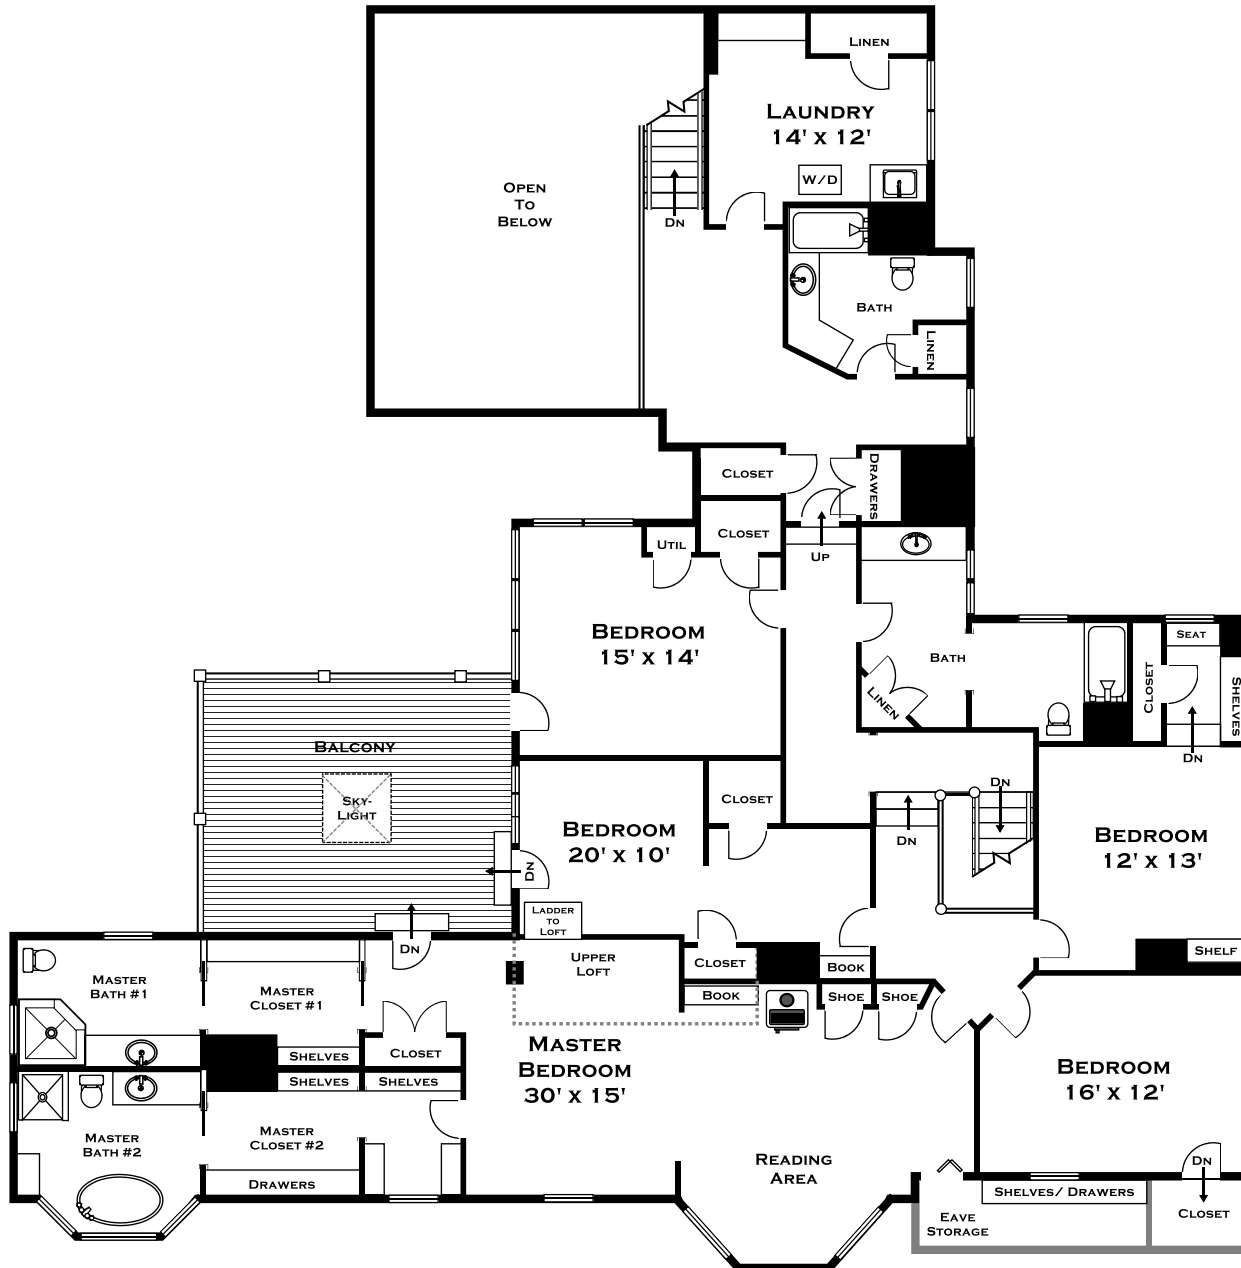 LINEN
LAUNDRY
14' X 12'
W/D
OPEN
TO
BELOW
DN
BATH
LINEN
CLOSET
DRAWERS
CLOSET
UTIL
UP
BEDROOM
15' X 14'
BATH
LINEN
CLOSET
SEAT
SHELVES
DN
BALCONY
SKY-
LIGHT
DN
DN
BEDROOM
20' X 10'
CLOSET
DN
DN
BEDROOM
12' X 13'
LADDER
TO
LOFT
UPPER
LOFT
CLOSET
BOOK
BOOK
SHOE
SHOE
SHELF
MASTER
BATH #1
MASTER
CLOSET #1
SHELVES
CLOSET
SHELVES
SHELVES
MASTER
BEDROOM
30' X 15'
BEDROOM
16' X 12'
MASTER
BATH #2
MASTER
CLOSET #2
DRAWERS
READING
AREA
DN
CLOSET
SHELVES/ DRAWERS
EAVE
STORAGE